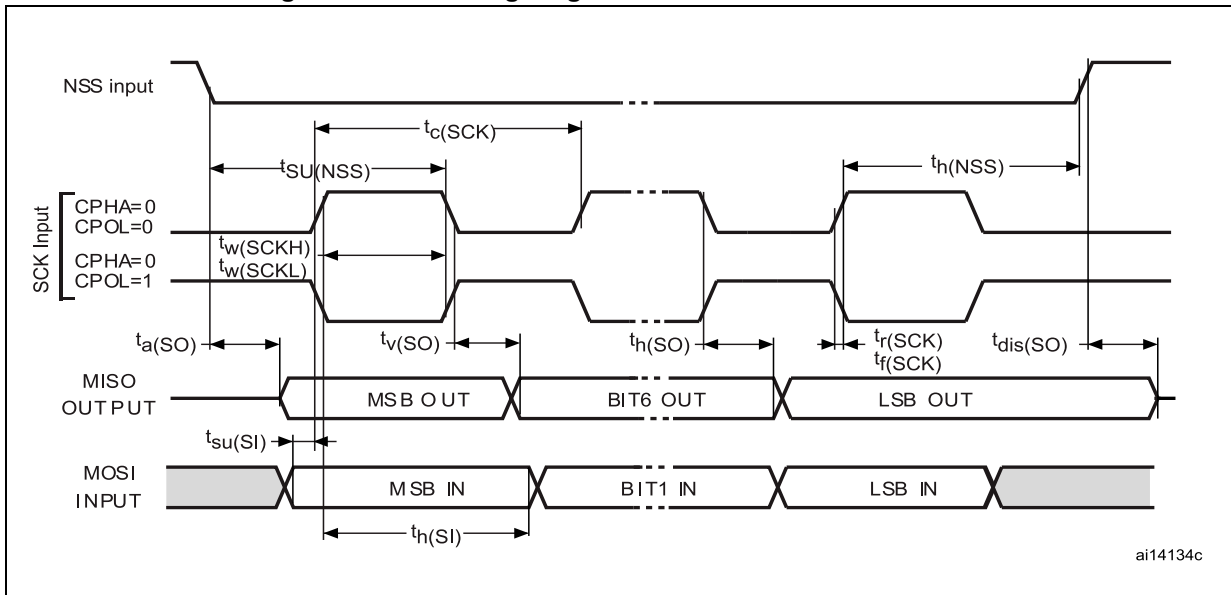 NSS input
tc(SCK)
tSU(NSS)
th(NSS)
SCK Input
CPHA=0
CPOL=0
tw(SCKH)
CPHA=0
tw(SCKL)
CPOL=1
ta(SO)
tv(SO)
th(SO)
tr(SCK)
tf(SCK)
tdis(SO)
MISO
OUTPUT
MSB OUT
BIT6 OUT
LSB OUT
tsu(SI)
MOSI
INPUT
MSB IN
BIT1 IN
LSB IN
th(SI)
ai14134c